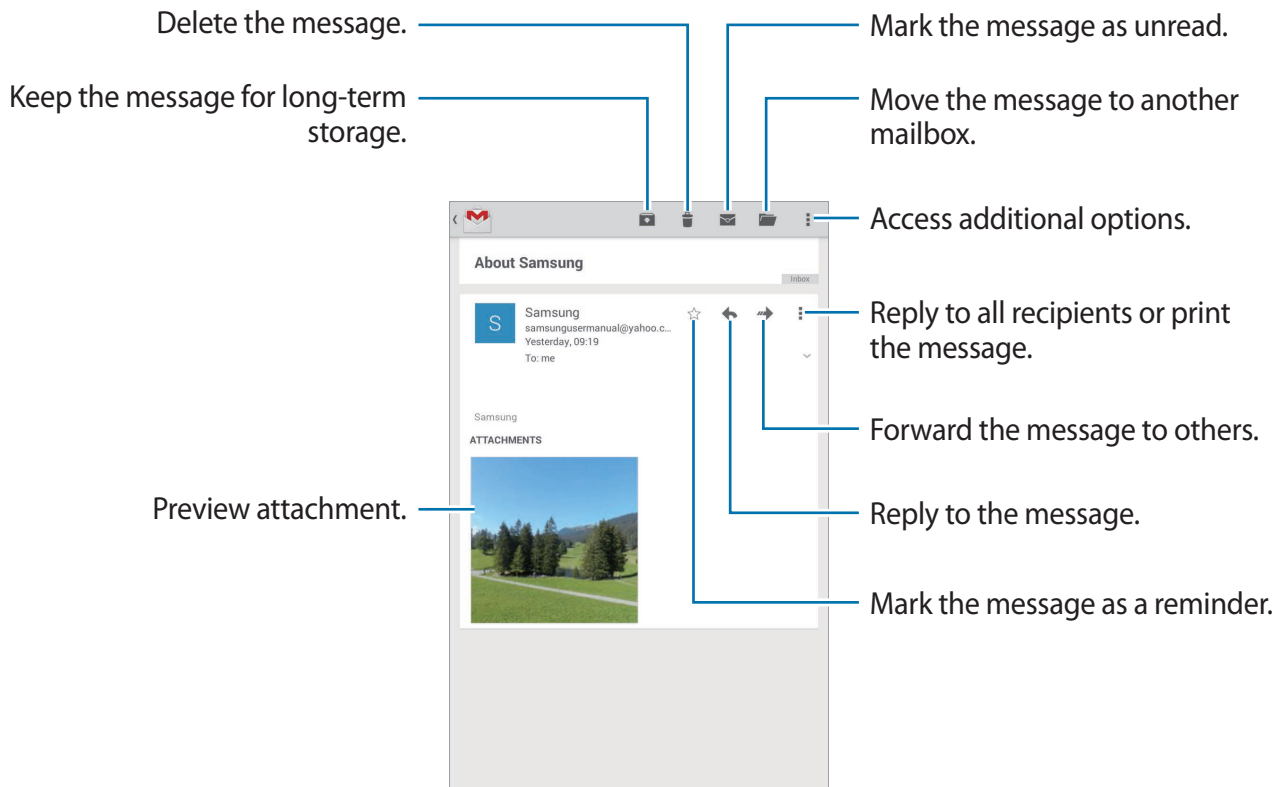 Delete the message.
Keep the message for long-term
storage.
Preview attachment.
Mark the message as unread.
Move the message to another
mailbox.
Access additional options.
Reply to all recipients or print
the message.
Forward the message to others.
Reply to the message.
Mark the message as a reminder.
About Samsung
Inbox
S
Samsung
samsungusermanual@yahoo.c...
Yesterday, 09:19
To: me
Samsung
ATTACHMENTS